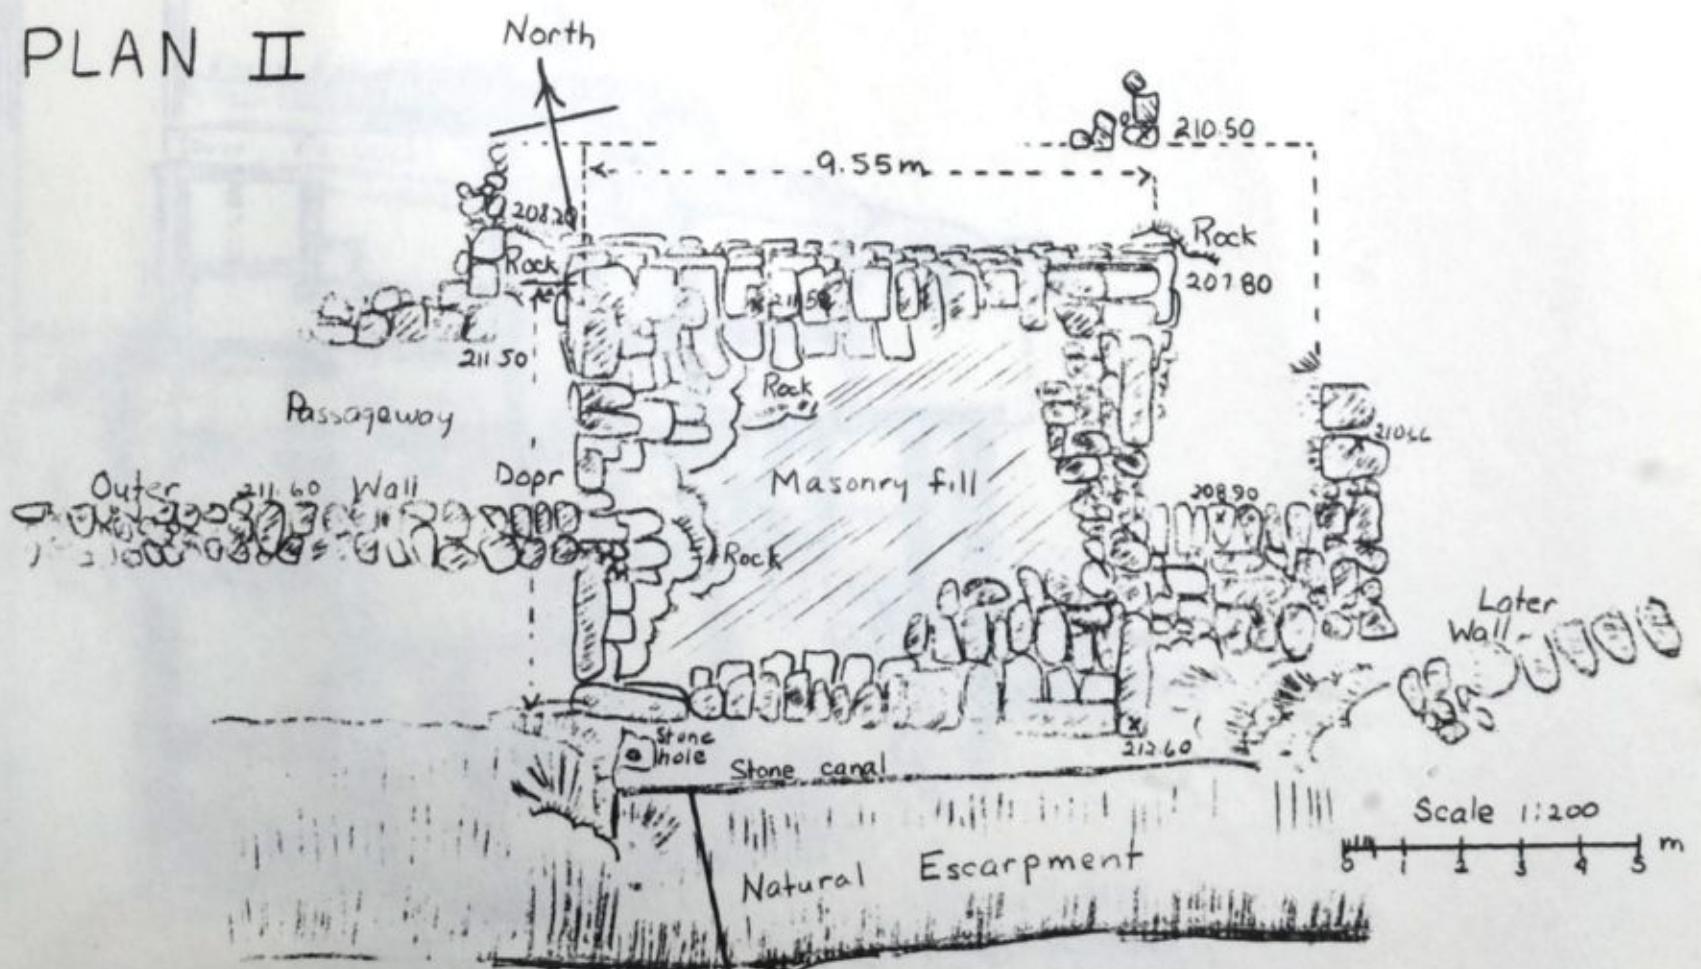 PLAN II
North
210.50
9.55m
208.20
Rock
Rock
207.80
211.50
Rock
Passageway
210.66
Masonry fill
Outer 211.60 Wall
Door
208.90
Rock
Later
Wall
Stone
hole
212.60
Stone canal
Scale 1:200
0 1 2 3 4 5 m
Natural Escarpment